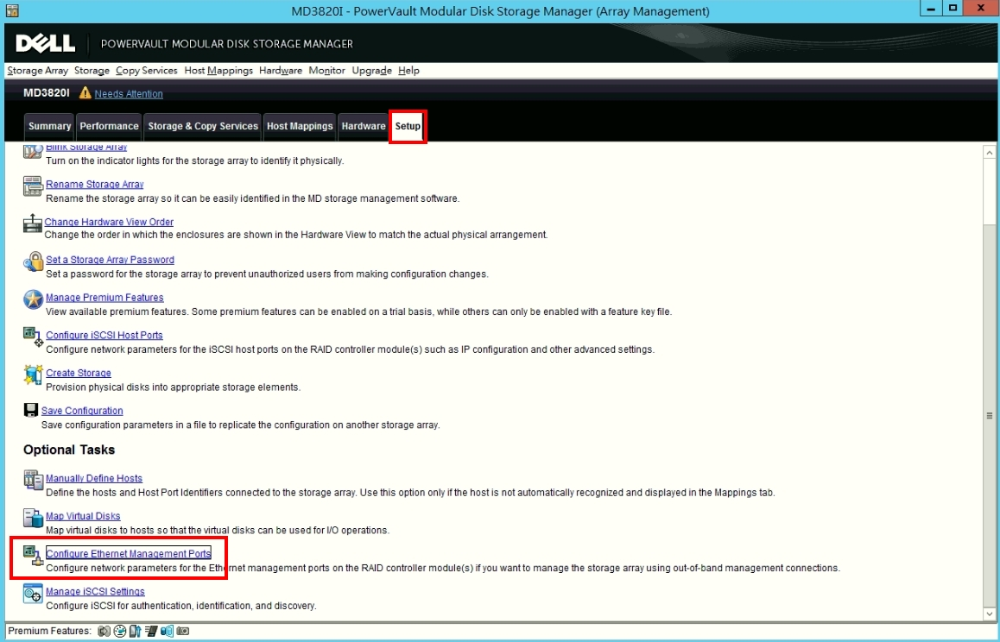 MD3820I - PowerVault Modular Disk Storage Manager (Array Management)
DELL POWERVAULT MODULAR DISK STORAGE MANAGER
Storage Array Storage Copy Services Host Mappings Hardware Monitor Upgrade Help
MD3820I Needs Attention
Summary Performance Storage & Copy Services Host Mappings Hardware Setup
Blink Storage Array
Turn on the indicator lights for the storage array to identify it physically.
Rename Storage Array
Rename the storage array so it can be easily identified in the MD storage management software.
Change Hardware View Order
Change the order in which the enclosures are shown in the Hardware View to match the actual physical arrangement.
Set a Storage Array Password
Set a password for the storage array to prevent unauthorized users from making configuration changes.
Manage Premium Features
View available premium features. Some premium features can be enabled on a trial basis, while others can only be enabled with a feature key file.
Configure iSCSI Host Ports
Configure network parameters for the iSCSI host ports on the RAID controller module(s) such as IP configuration and other advanced settings.
Create Storage
Provision physical disks into appropriate storage elements.
Save Configuration
Save configuration parameters in a file to replicate the configuration on another storage array.
Optional Tasks
Manually Define Hosts
Define the hosts and Host Port Identifiers connected to the storage array. Use this option only if the host is not automatically recognized and displayed in the Mappings tab.
Map Virtual Disks
Map virtual disks to hosts so that the virtual disks can be used for I/O operations.
Configure Ethernet Management Ports
Configure network parameters for the Ethernet management ports on the RAID controller module(s) if you want to manage the storage array using out-of-band management connections.
Manage iSCSI Settings
Configure iSCSI for authentication, identification, and discovery.
Premium Features: